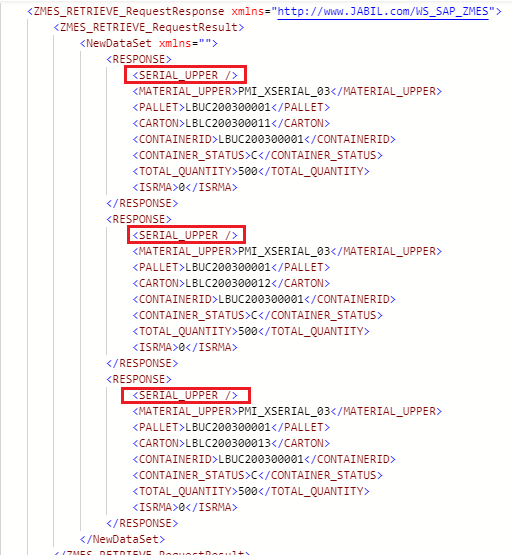 <ZMES_RETRIEVE_RequestResponse xmlns="http://www.JABIL.com/WS_SAP_ZMES">
<ZMES_RETRIEVE_RequestResult>
<NewDataSet xmlns="">
<RESPONSE>
<SERIAL_UPPER />
<MATERIAL_UPPER>PMI_XSERIAL_03</MATERIAL_UPPER>
<PALLET>LBUC200300001</PALLET>
<CARTON>LBLC200300011</CARTON>
<CONTAINERID>LBUC200300001</CONTAINERID>
<CONTAINER_STATUS>C</CONTAINER_STATUS>
<TOTAL_QUANTITY>500</TOTAL_QUANTITY>
<ISRMA>0</ISRMA>
</RESPONSE>
<RESPONSE>
<SERIAL_UPPER />
<MATERIAL_UPPER>PMI_XSERIAL_03</MATERIAL_UPPER>
<PALLET>LBUC200300001</PALLET>
<CARTON>LBLC200300012</CARTON>
<CONTAINERID>LBUC200300001</CONTAINERID>
<CONTAINER_STATUS>C</CONTAINER_STATUS>
<TOTAL_QUANTITY>500</TOTAL_QUANTITY>
<ISRMA>0</ISRMA>
</RESPONSE>
<RESPONSE>
<SERIAL_UPPER />
<MATERIAL_UPPER>PMI_XSERIAL_03</MATERIAL_UPPER>
<PALLET>LBUC200300001</PALLET>
<CARTON>LBLC200300013</CARTON>
<CONTAINERID>LBUC200300001</CONTAINERID>
<CONTAINER_STATUS>C</CONTAINER_STATUS>
<TOTAL_QUANTITY>500</TOTAL_QUANTITY>
<ISRMA>0</ISRMA>
</RESPONSE>
</NewDataSet>
</ZMES_RETRIEVE_RequestResult>